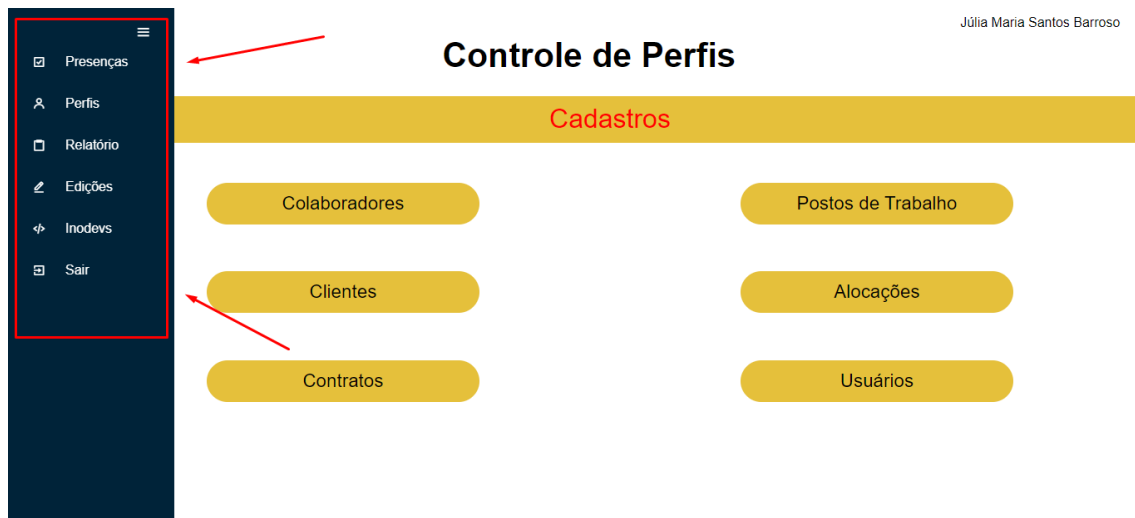 Júlia Maria Santos Barroso
Presenças
Perfis
Relatório
Edições
Inodevs
Sair
Controle de Perfis
Cadastros
Colaboradores
Postos de Trabalho
Clientes
Alocações
Contratos
Usuários